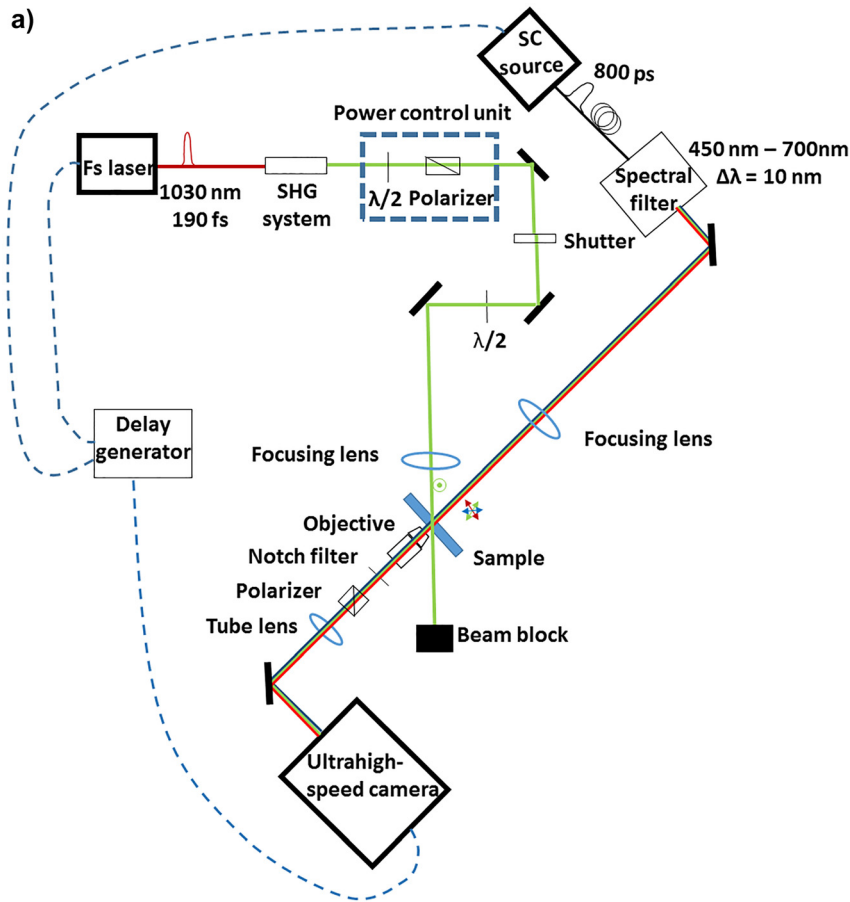 a)
SC
source
800 ps
Power control unit
Fs laser
1030 nm
190 fs
SHG
system
λ/2 Polarizer
450 nm – 700nm
Δλ = 10 nm
Spectral
filter
Shutter
λ/2
Delay
generator
Focusing lens
Focusing lens
Objective
Notch filter
Sample
Polarizer
Tube lens
Beam block
Ultrahigh-
speed camera